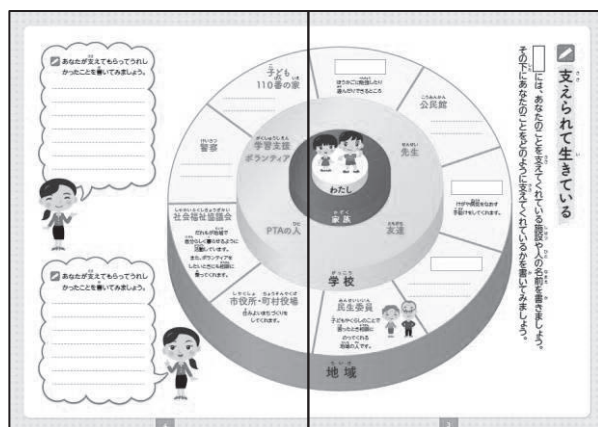 支えられて生きている
には、あなたのことを支えてくれている施設や人の名前を書きましょう。
その下にあなたのことをどのように支えてくれているかを書いてみましょう。
ほうかごに勉強したり
遊んだりできるところ
公民館
けがや病気をなおす
手助けをしてくれます。
民生委員
子どもやくらしのことで
困ったとき相談に
のってくれる
地域の人です。
市役所・町村役場
住みよいまちづくりを
してくれます。
社会福祉協議会
だれもが地域で
自分らしく暮らせるように
活動しています。
また、ボランティアを
したいときにも相談に
乗ってくれます。
警察
子ども
110番の家
学習支援
ボランティア
先生
友達
PTAの人
学校
わたし
家族
地域
あなたが支えてもらってうれし
かったことを書いてみましょう。
あなたが支えてもらってうれし
かったことを書いてみましょう。